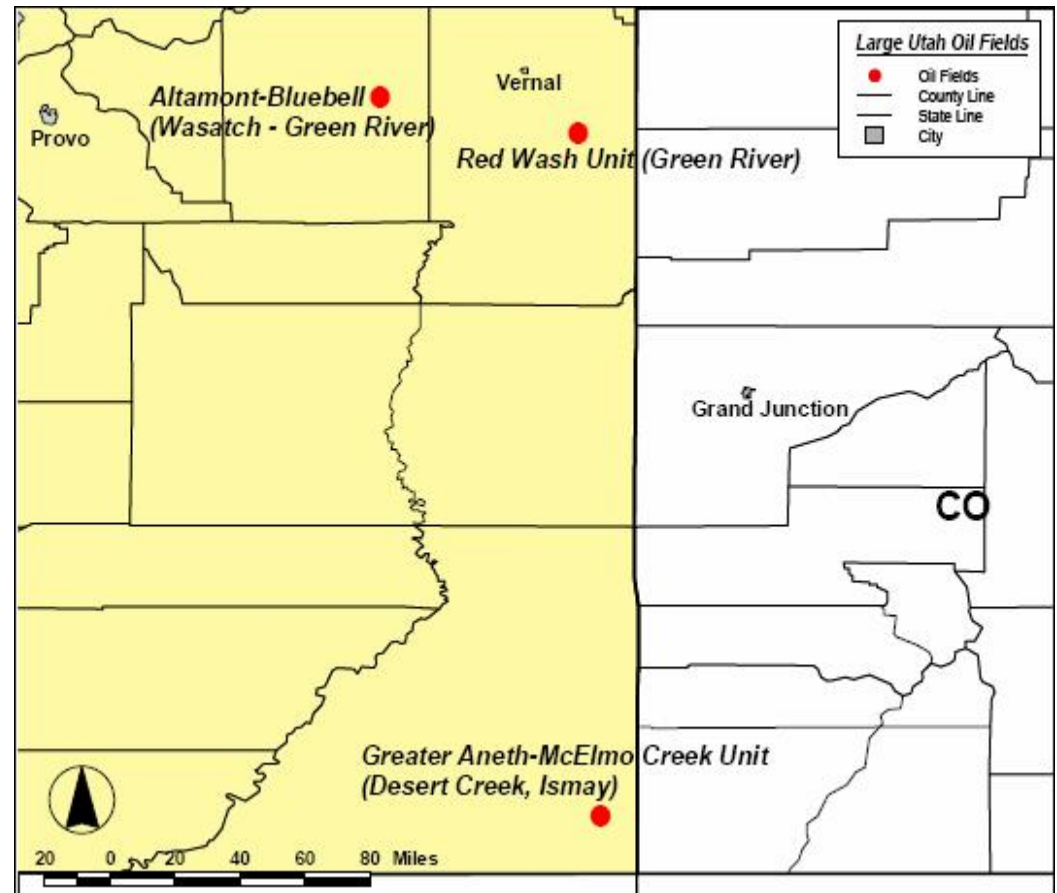 Large Utah Oil Fields
Oil Fields
County Line
State Line
City
Vernal
Altamont-Bluebell
(Wasatch - Green River)
Provo
Red Wash Unit (Green River)
Grand Junction
CO
Greater Aneth-McElmo Creek Unit
(Desert Creek, Ismay)
20 0 20 40 60 80 Miles